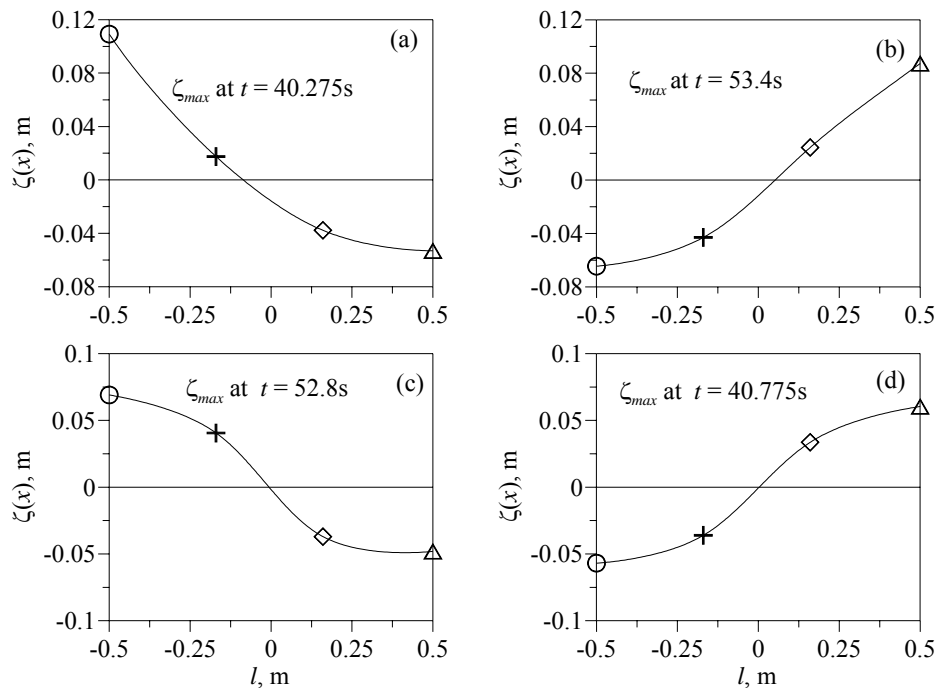 0.12
0.08
0.04
0
-0.04
-0.08
ζ(x), m
(a)
ζmax at t = 40.275s
-0.5 -0.25 0 0.25 0.5
0.12
0.08
0.04
0
-0.04
-0.08
ζ(x), m
(b)
ζmax at t = 53.4s
-0.5 -0.25 0 0.25 0.5
0.1
0.05
0
-0.05
-0.1
ζ(x), m
(c)
ζmax at t = 52.8s
-0.5 -0.25 0 0.25 0.5
l, m
0.1
0.05
0
-0.05
-0.1
ζ(x), m
(d)
ζmax at t = 40.775s
-0.5 -0.25 0 0.25 0.5
l, m